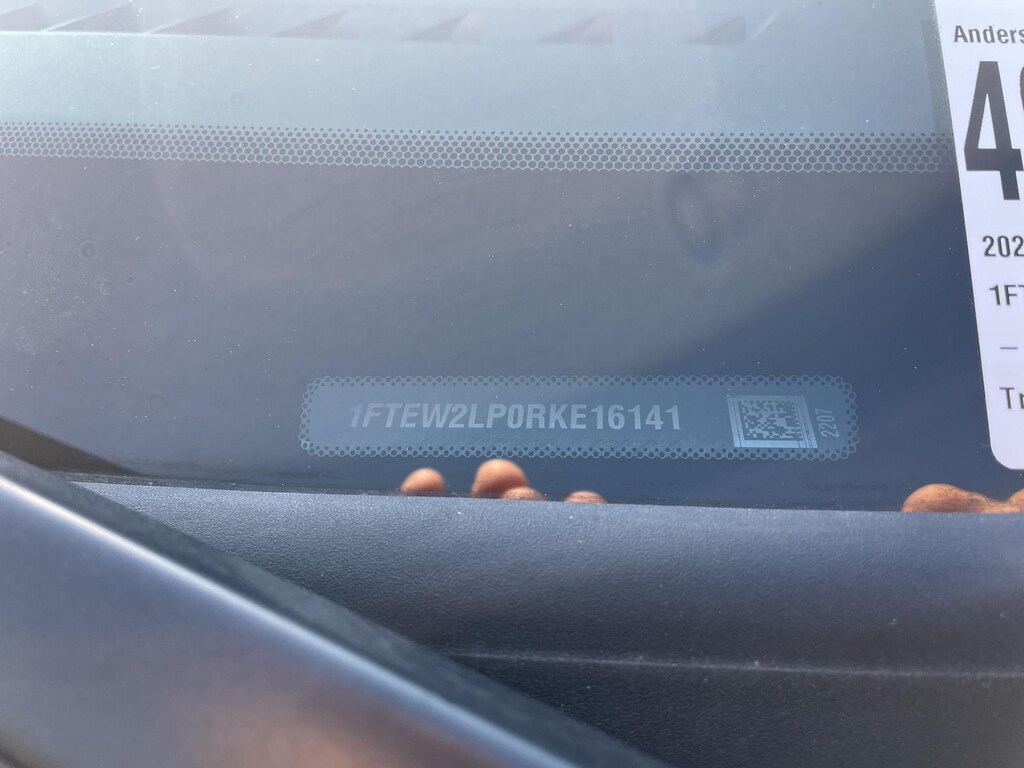 1FTEW2LP0RKE16141
2207
Anders
4
202
1FT
–
Tr